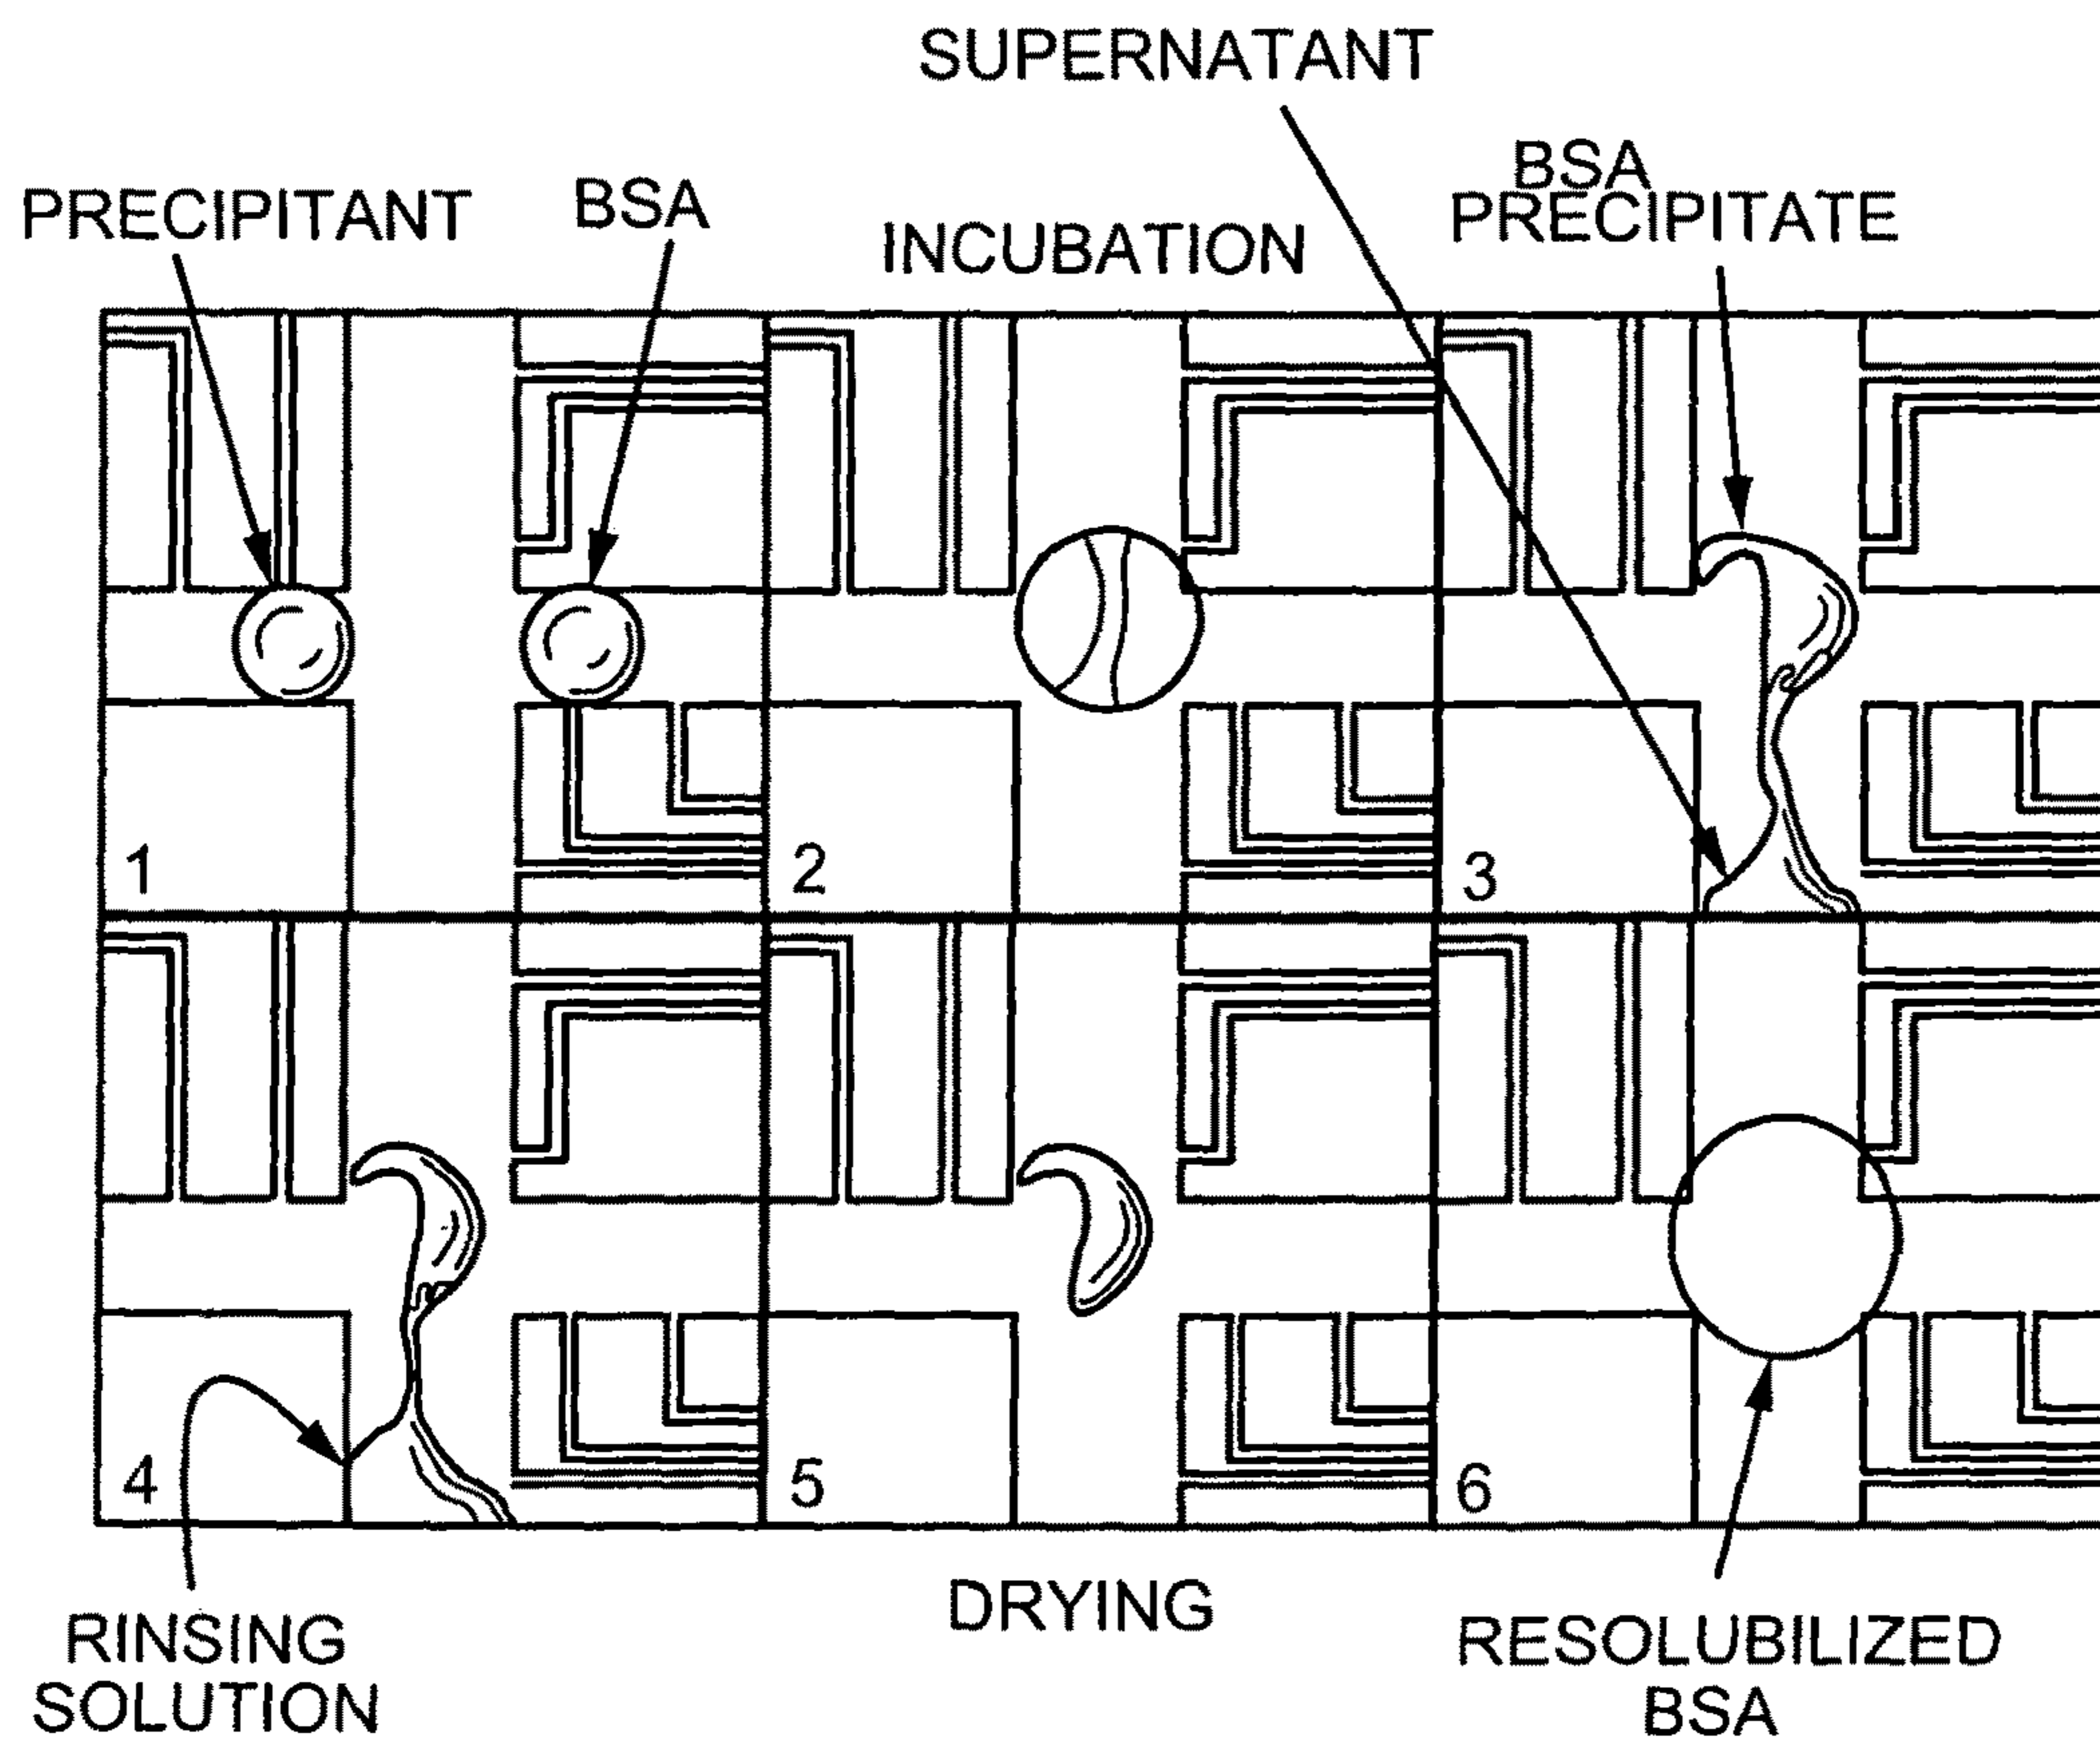 SUPERNATANT
PRECIPITANT
BSA
INCUBATION
BSA
PRECIPITATE
1
2
3
4
5
6
RINSING
SOLUTION
DRYING
RESOLUBILIZED
BSA